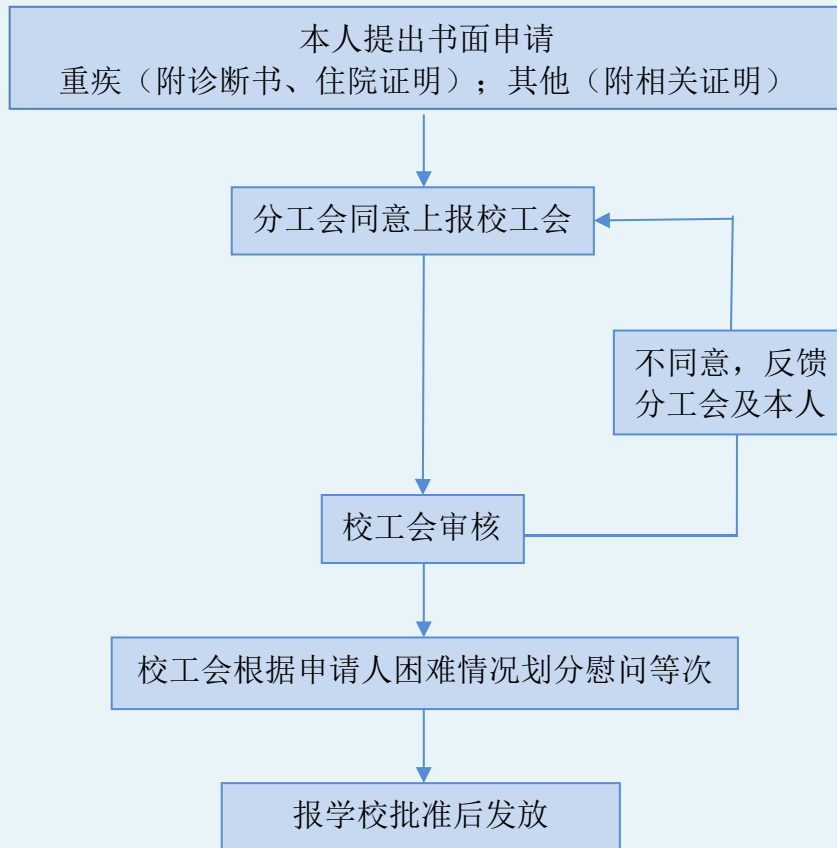 本人提出书面申请
重疾（附诊断书、住院证明）；其他（附相关证明）
分工会同意上报校工会
不同意，反馈
分工会及本人
校工会审核
校工会根据申请人困难情况划分慰问等次
报学校批准后发放